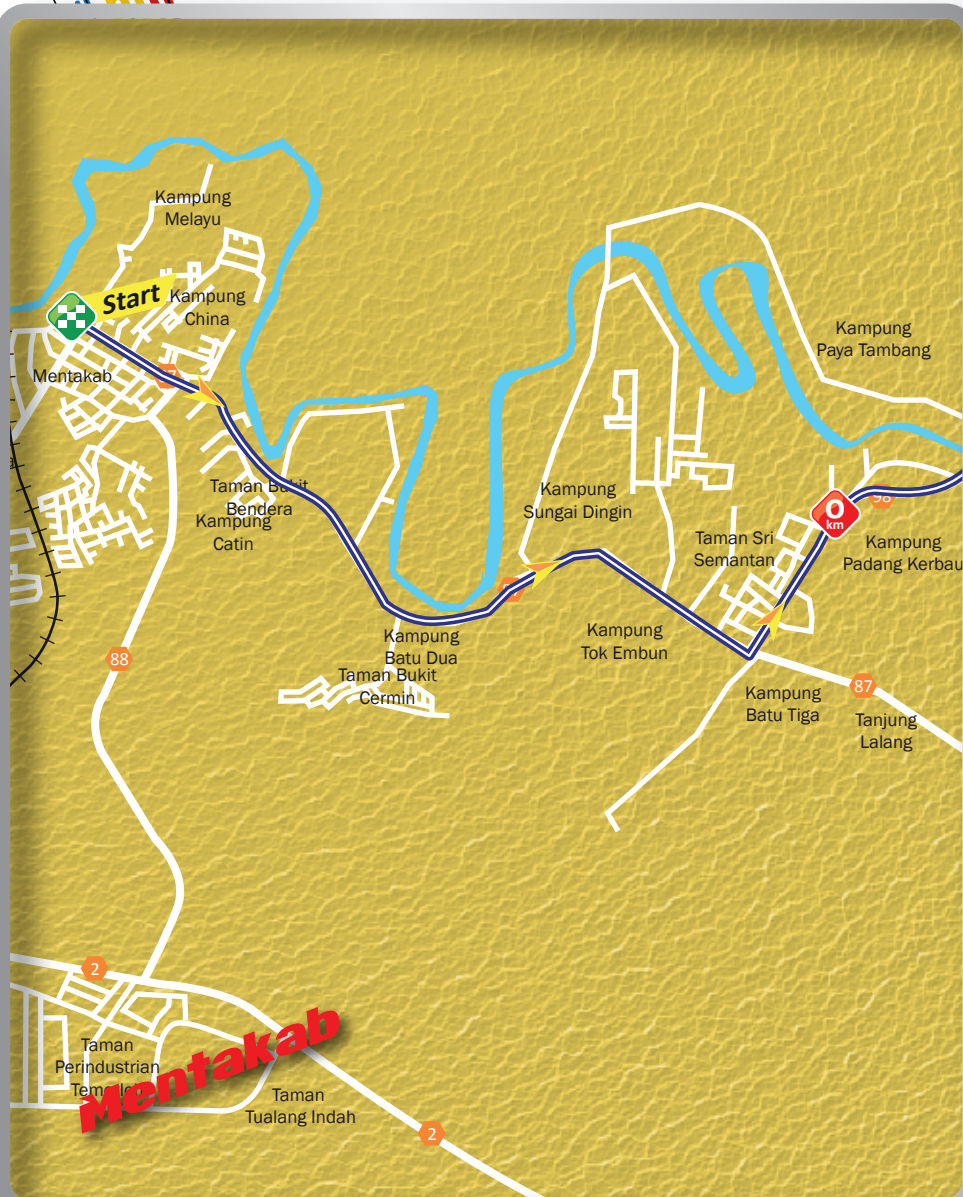 Kampung
Melayu
Start
Kampung
China
Mentakab
Kampung
Paya Tambang
Taman Bukit
Bendera
Kampung
Catin
Kampung
Sungai Dingin
0
km
98
Taman Sri
Semantan
Kampung
Padang Kerbau
Kampung
Batu Dua
Kampung
Tok Embun
88
Taman Bukit
Cermin
87
Kampung
Batu Tiga
Tanjung
Lalang
2
Mentakab
Taman
Perindustrian
Taman
Tualang Indah
2